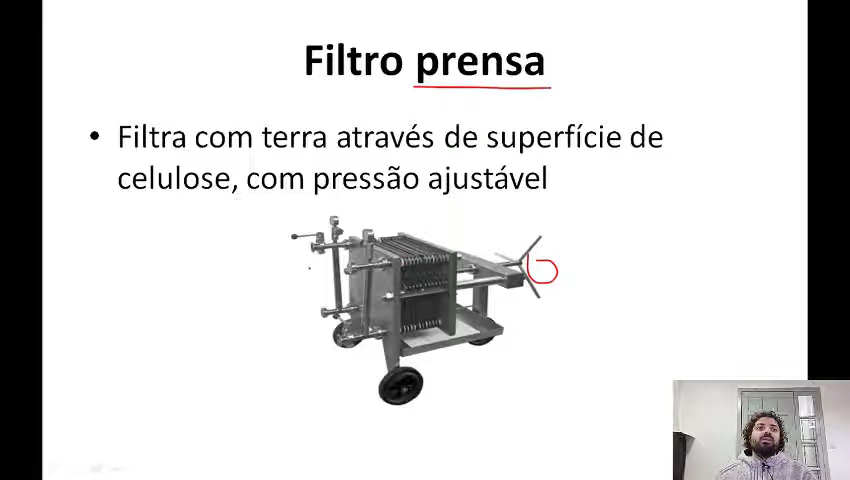 Filtro prensa
• Filtra com terra através de superfície de
celulose, com pressão ajustável